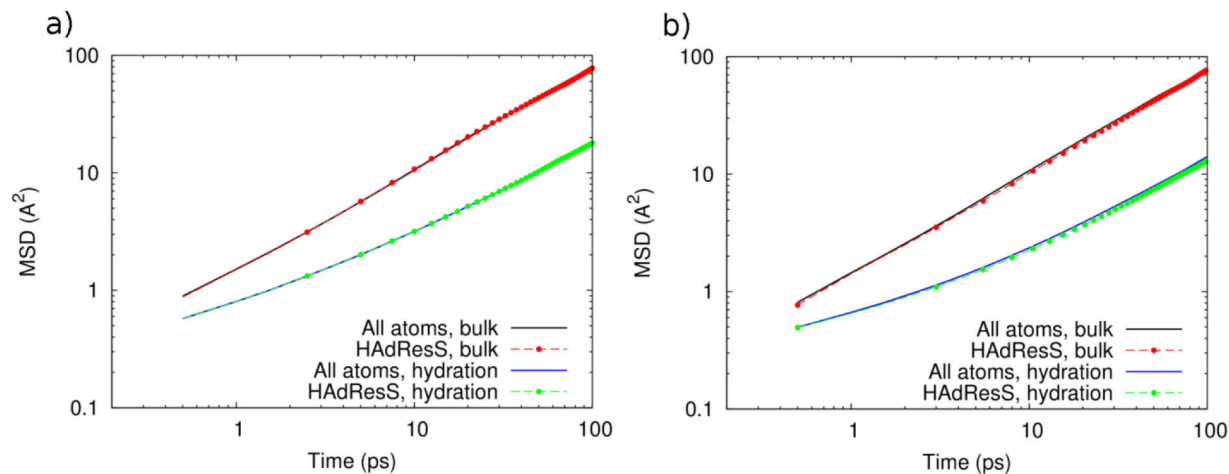 a)
MSD (A²)
100
10
1
0.1
All atoms, bulk
HAdResS, bulk
All atoms, hydration
HAdResS, hydration
1 10 100
Time (ps)
b)
MSD (A²)
100
10
1
0.1
All atoms, bulk
HAdResS, bulk
All atoms, hydration
HAdResS, hydration
1 10 100
Time (ps)